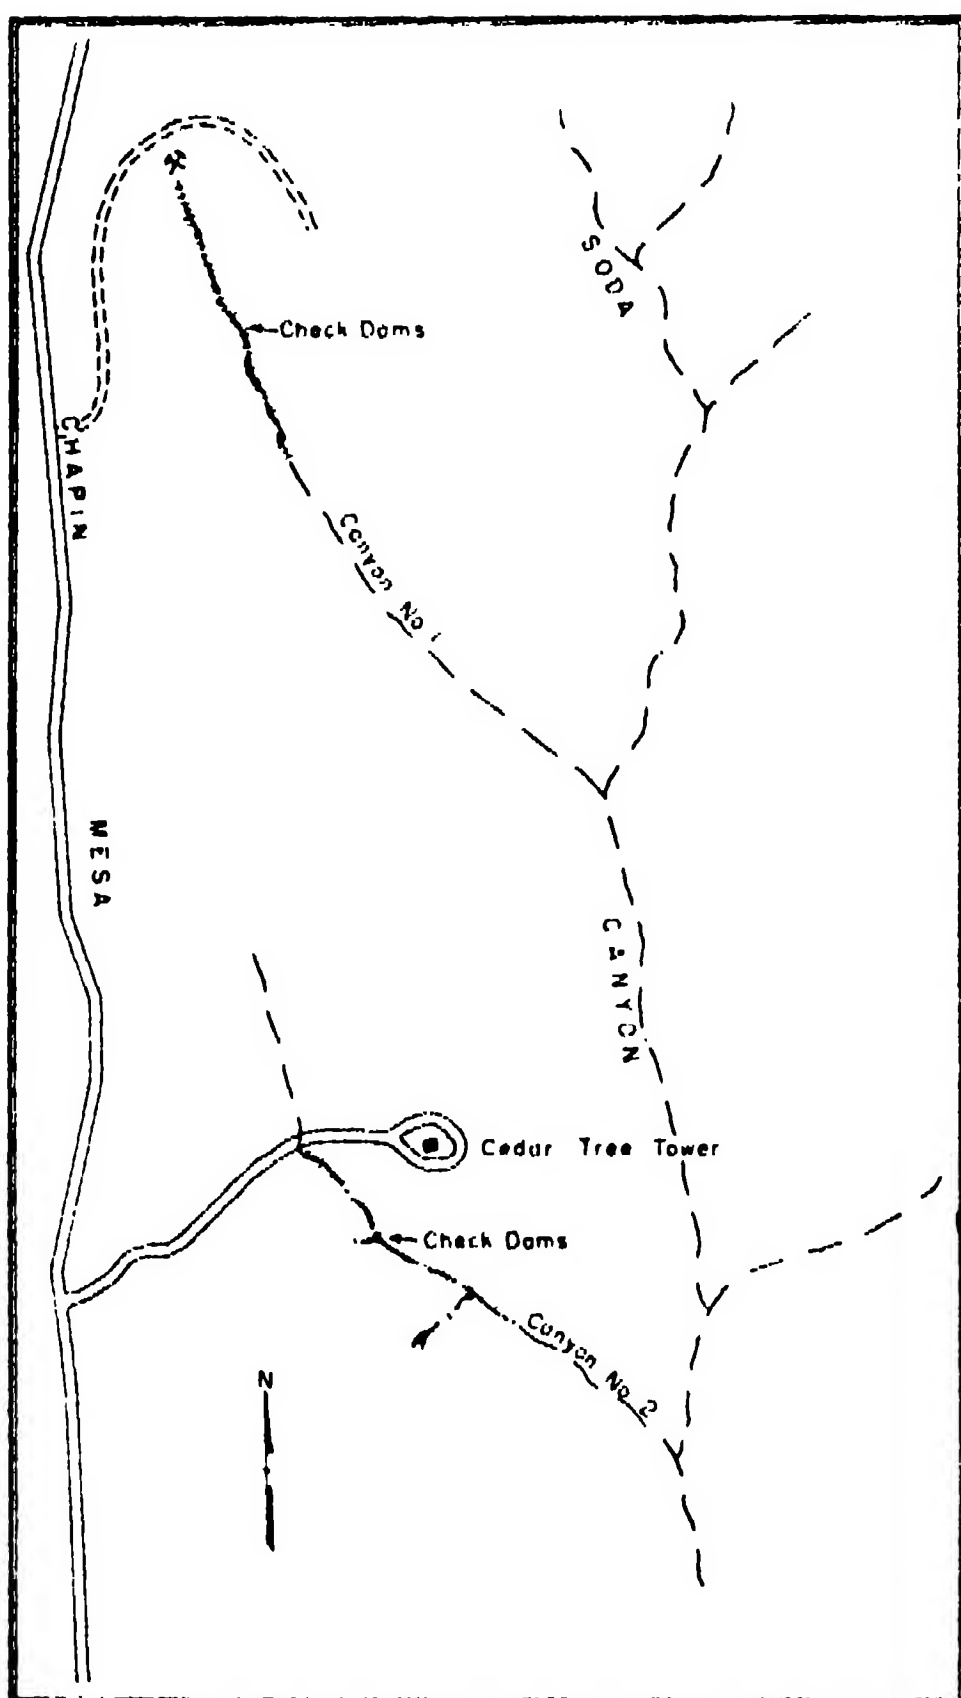 SODA
Check Dams
CHAPIN
Canyon No 1
MESA
CANYON
Cedar Tree Tower
Check Dams
Canyon No 2
N